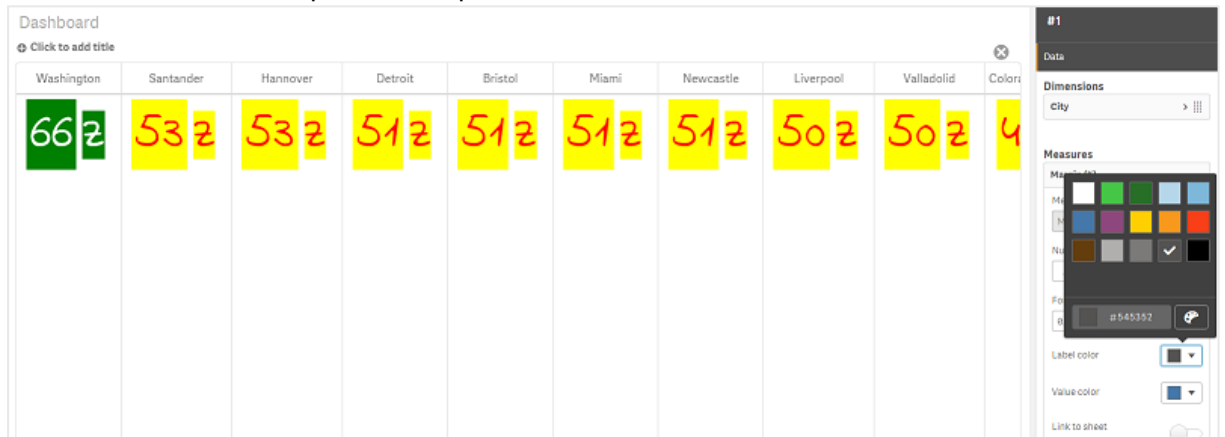 Dashboard
#1
Click to add title
Data
Washington Santander Hannover Detroit Bristol Miami Newcastle Liverpool Valladolid
Dimensions
City
66 z 53 z 53 z 51 z 51 z 51 z 51 z 50 z 50 z 4
Measures
#545352
Label color
Value color
Link to sheet